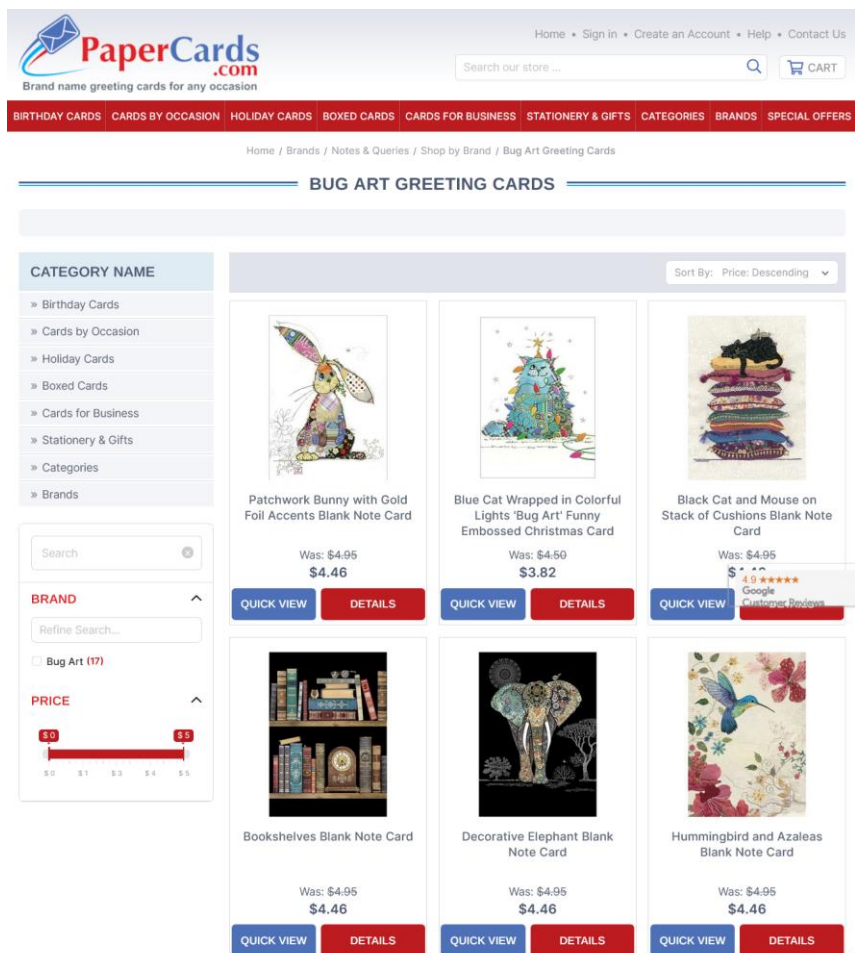 PaperCards
.com
Brand name greeting cards for any occasion
Home • Sign in • Create an Account • Help • Contact Us
Search our store ...
CART
BIRTHDAY CARDS CARDS BY OCCASION HOLIDAY CARDS BOXED CARDS CARDS FOR BUSINESS STATIONERY & GIFTS CATEGORIES BRANDS SPECIAL OFFERS
Home / Brands / Notes & Queries / Shop by Brand / Bug Art Greeting Cards
BUG ART GREETING CARDS
CATEGORY NAME
» Birthday Cards
» Cards by Occasion
» Holiday Cards
» Boxed Cards
» Cards for Business
» Stationery & Gifts
» Categories
» Brands
Search
BRAND
Refine Search...
Bug Art (17)
PRICE
$0 $5
$0 $1 $3 $4 $5
Sort By: Price: Descending
Patchwork Bunny with Gold
Foil Accents Blank Note Card
Was: $4.95
$4.46
QUICK VIEW DETAILS
Blue Cat Wrapped in Colorful
Lights 'Bug Art' Funny
Embossed Christmas Card
Was: $4.50
$3.82
QUICK VIEW DETAILS
Black Cat and Mouse on
Stack of Cushions Blank Note
Card
Was: $4.95
QUICK VIEW
4.9 ★★★★★
Google
Customer Reviews
Bookshelves Blank Note Card
Was: $4.95
$4.46
QUICK VIEW DETAILS
Decorative Elephant Blank
Note Card
Was: $4.95
$4.46
QUICK VIEW DETAILS
Hummingbird and Azaleas
Blank Note Card
Was: $4.95
$4.46
QUICK VIEW DETAILS